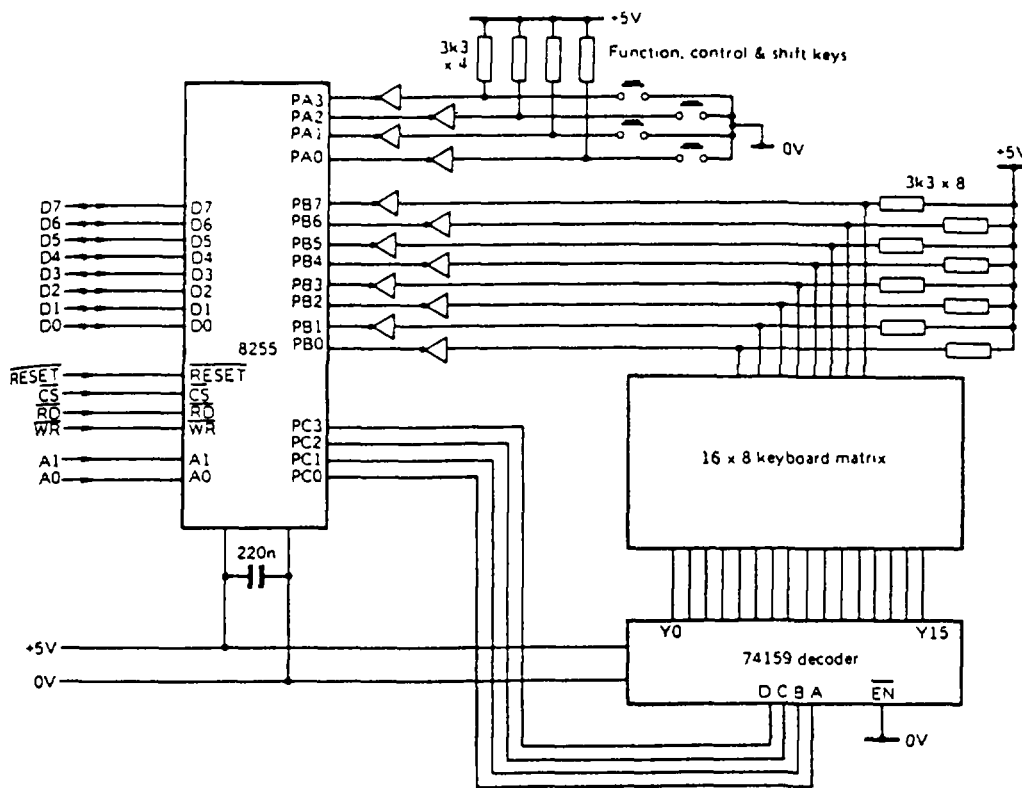 +5V
3k3
x 4
Function, control & shift keys
PA3
PA2
PA1
PA0
0V
+5V
3k3 x 8
D7
D6
D5
D4
D3
D2
D1
D0
D7
D6
D5
D4
D3
D2
D1
D0
PB7
PB6
PB5
PB4
PB3
PB2
PB1
PB0
8255
RESET
CS
RD
WR
A1
A0
RESET
CS
RD
WR
A1
A0
PC3
PC2
PC1
PC0
16 x 8 keyboard matrix
220n
Y0
Y15
74159 decoder
+5V
0V
D C B A
EN
0V